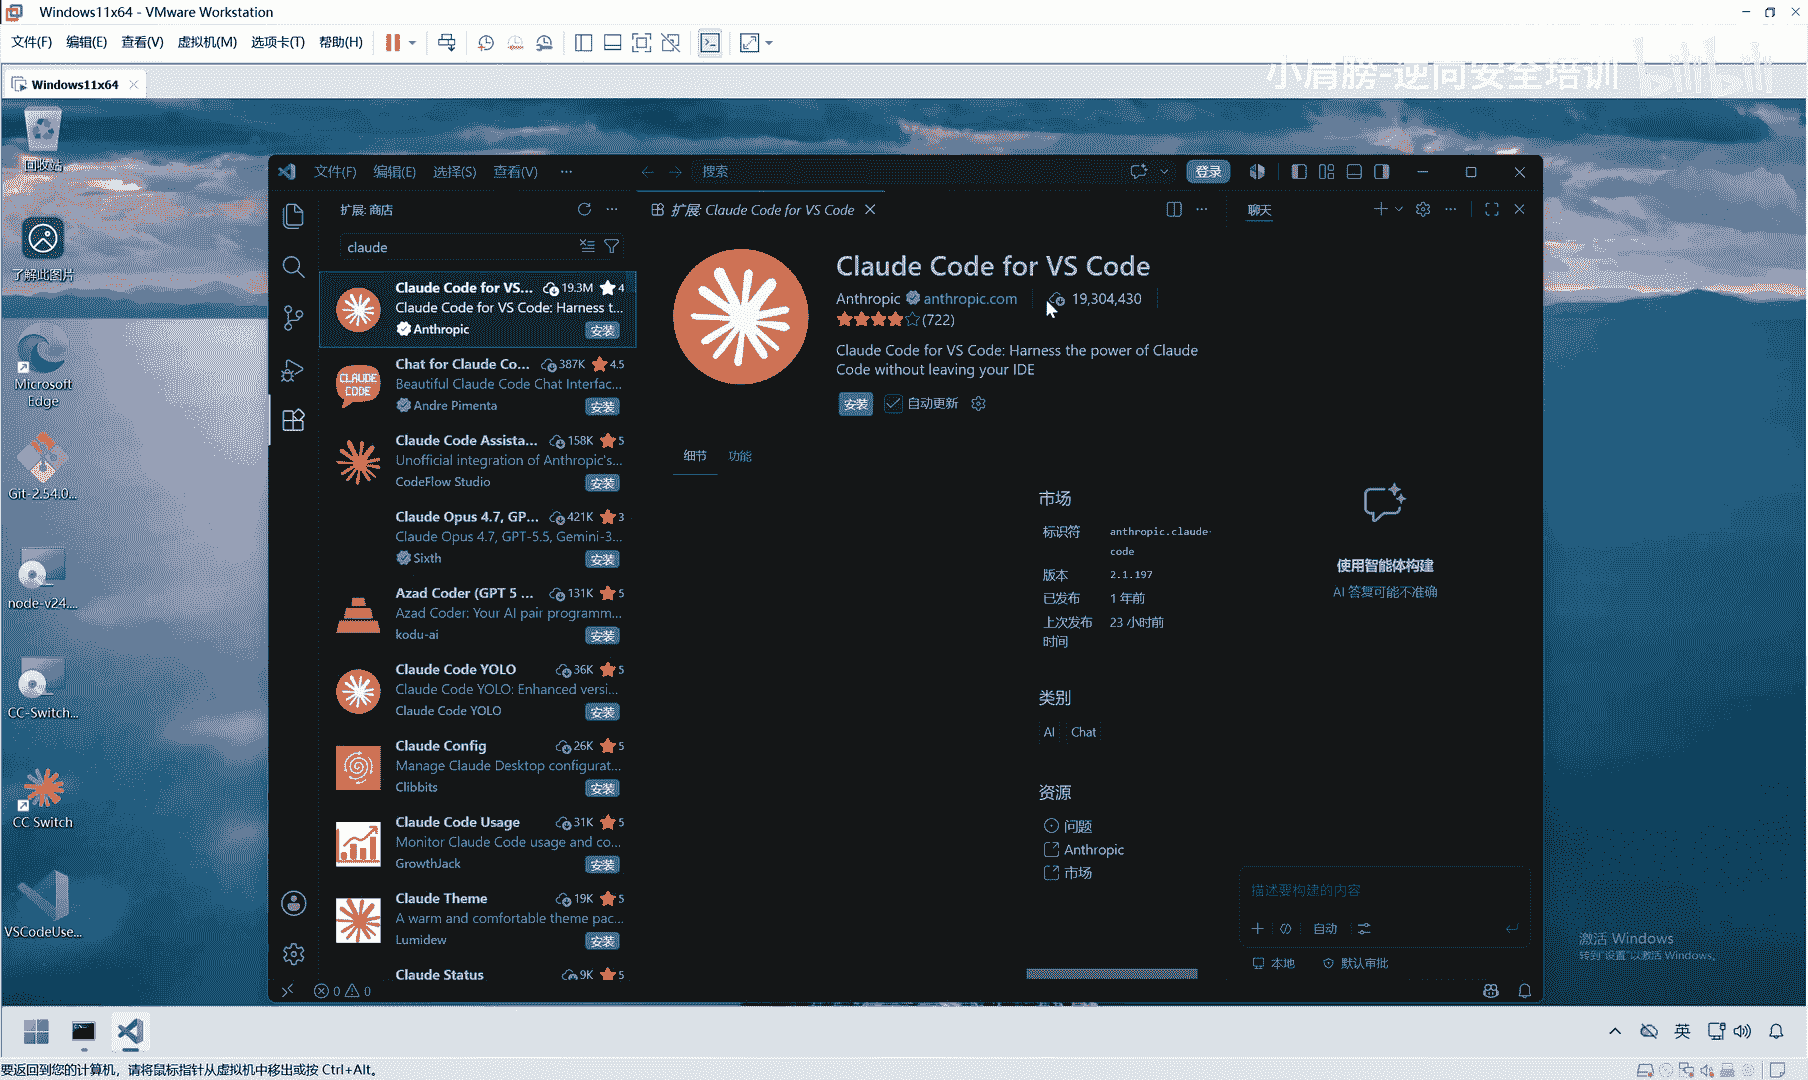 Windows11x64 - VMware Workstation
文件(F) 编辑(E) 查看(V) 虚拟机(M) 选项卡(T) 帮助(H)
小肩膀-逆向安全培训 bilibili
Windows11x64
回收站
了解此图片
Microsoft
Edge
Git-2.54.0...
node-v24....
CC-Switch...
CC Switch
VSCodeUse...
文件(F) 编辑(E) 选择(S) 查看(V) ...
搜索
登录
扩展: 商店
claude
Claude Code for VS... 19.3M 4
Claude Code for VS Code: Harness t...
Anthropic 安装
Chat for Claude Co... 387K 4.5
Beautiful Claude Code Chat Interfac...
Andre Pimenta 安装
Claude Code Assista... 158K 5
Unofficial integration of Anthropic's...
CodeFlow Studio 安装
Claude Opus 4.7, GP... 421K 3
Claude Opus 4.7, GPT-5.5, Gemini-3...
Sixth 安装
Azad Coder (GPT 5 ... 131K 5
Azad Coder: Your AI pair programm...
kodu-ai 安装
Claude Code YOLO 36K 5
Claude Code YOLO: Enhanced versi...
Claude Code YOLO 安装
Claude Config 26K 5
Manage Claude Desktop configurat...
Clibbits 安装
Claude Code Usage 31K 5
Monitor Claude Code usage and co...
GrowthJack 安装
Claude Theme 19K 5
A warm and comfortable theme pac...
Lumidew 安装
Claude Status 9K 5
0 0
扩展: Claude Code for VS Code
CLAUDE
CODE
Claude Code for VS Code
Anthropic anthropic.com 19,304,430
(722)
Claude Code for VS Code: Harness the power of Claude
Code without leaving your IDE
安装 自动更新
细节 功能
市场
标识符 anthropic.claude-
code
版本 2.1.197
已发布 1 年前
上次发布 23 小时前
时间
类别
AI Chat
资源
问题
Anthropic
市场
聊天
使用智能体构建
AI 答复可能不准确
描述要构建的内容
自动
本地 默认审批
激活 Windows
转到"设置"以激活 Windows。
英
要返回到您的计算机，请将鼠标指针从虚拟机中移出或按 Ctrl+Alt。